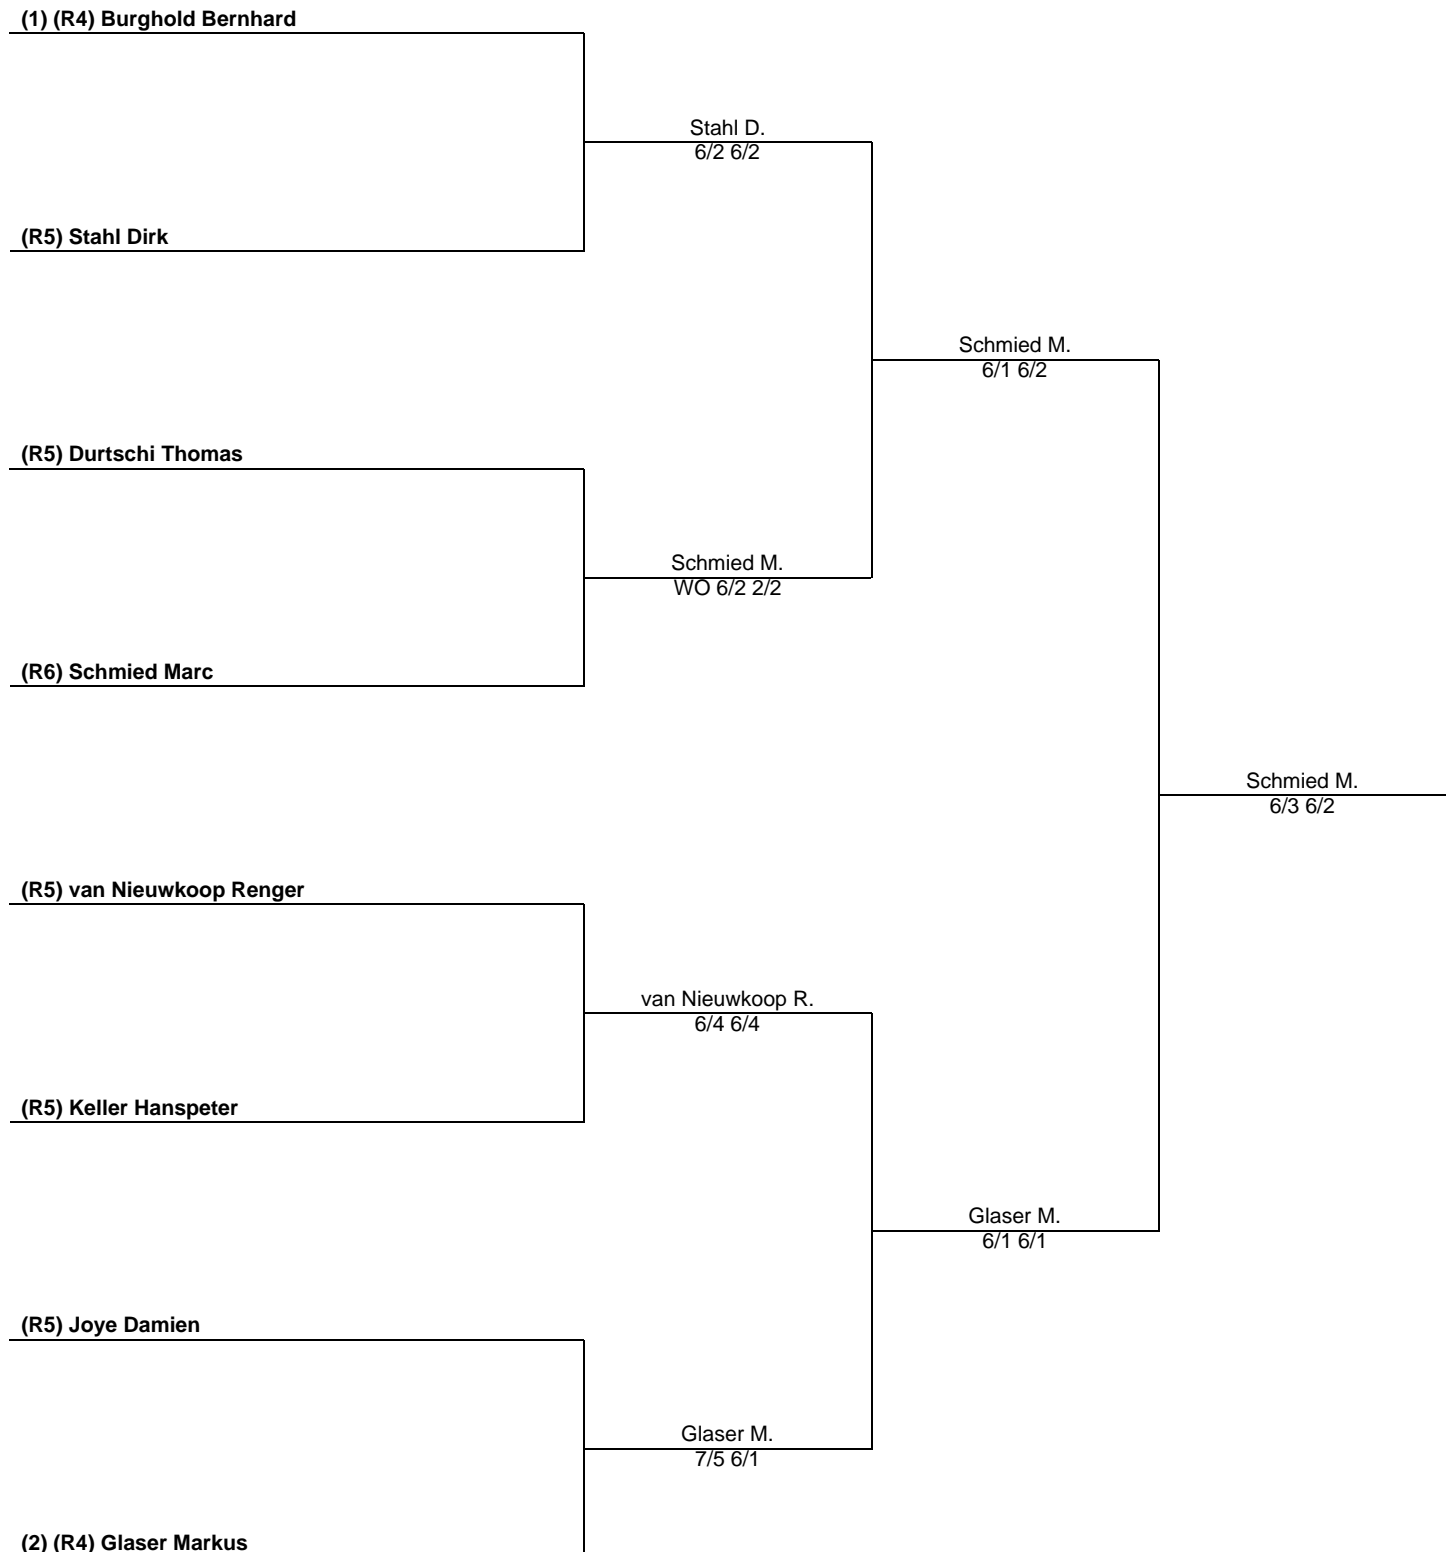 (1) (R4) Burghold Bernhard
Stahl D.
6/2 6/2
(R5) Stahl Dirk
Schmied M.
6/1 6/2
(R5) Durtschi Thomas
Schmied M.
WO 6/2 2/2
(R6) Schmied Marc
Schmied M.
6/3 6/2
(R5) van Nieuwkoop Renger
van Nieuwkoop R.
6/4 6/4
(R5) Keller Hanspeter
Glaser M.
6/1 6/1
(R5) Joye Damien
Glaser M.
7/5 6/1
(2) (R4) Glaser Markus